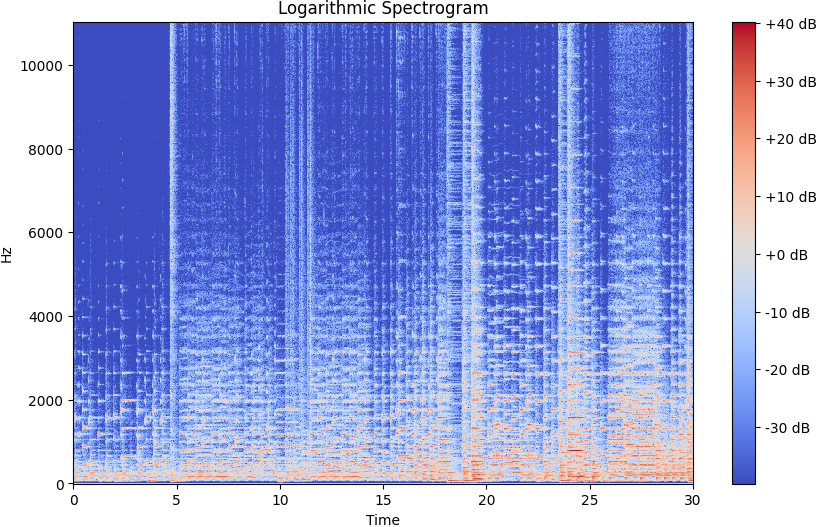 Logarithmic Spectrogram
Hz
10000
8000
6000
4000
2000
0
0 5 10 15 20 25 30
Time
+40 dB
+30 dB
+20 dB
+10 dB
+0 dB
-10 dB
-20 dB
-30 dB